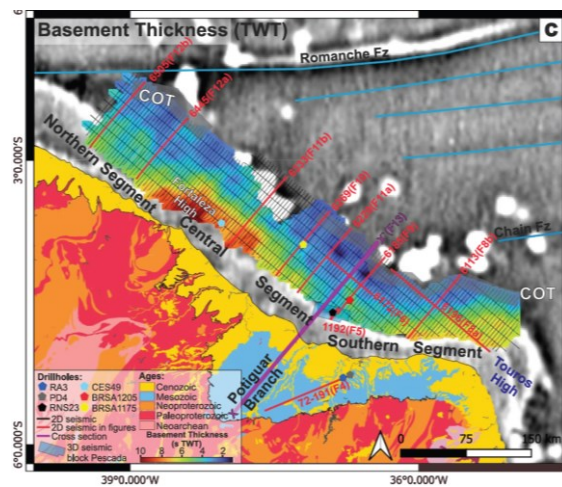 Basement Thickness (TWT)
C
Romanche Fz
COT
Northern Segment
Fortaleza High
Central Segment
Chain Fz
COT
1192(F5)
Southern Segment
Touros High
Potiguar Branch
72-191(F4)
Drillholes:
RA3
CES49
PD4
BRSA1205
RNS23
BRSA1175
2D seismic
2D seismic in figures
Cross section
3D seismic block Pescada
Ages:
Cenozoic
Mesozoic
Neoproterozoic
Paleoproterozoic
Neoarchean
Basement Thickness (s TWT)
10 8 6 4 2
0 75 150 km
3°0.000'S
6°0.000'S
39°0.000'W
36°0.000'W